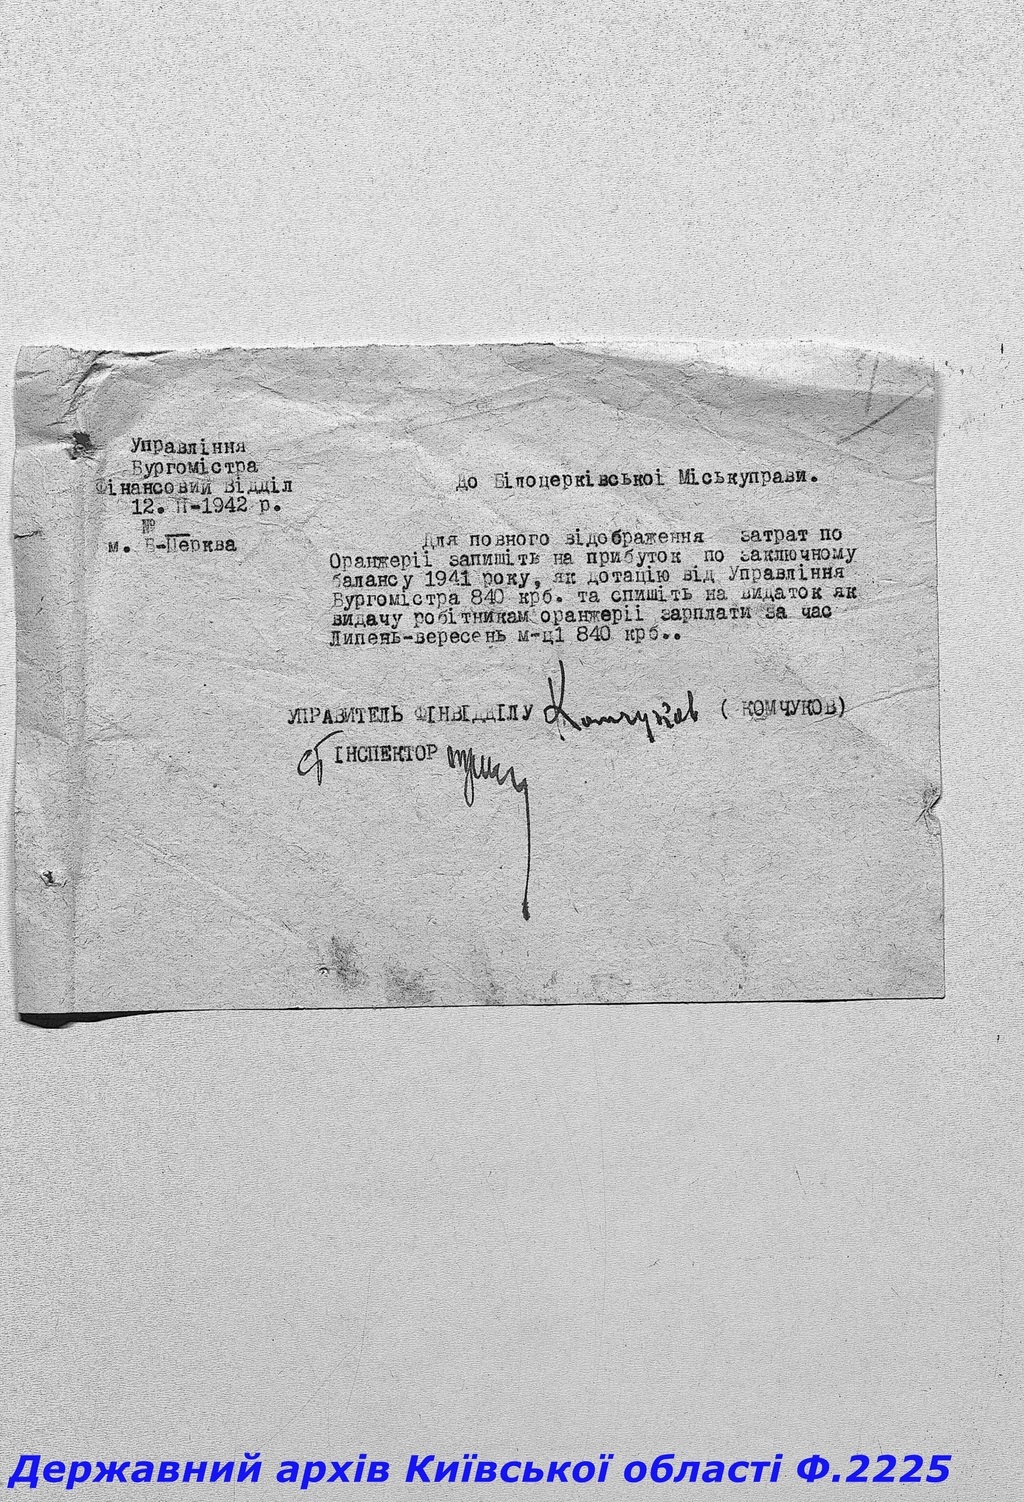 Управління
Бургомістра
Фінансовий Відділ
12. II-1942 р.
№
м. Б-Церква
До Білоцерківської Міськуправи.
Для повного відображення затрат по
Оранжерії запишіть на прибуток по заключному
балансу 1941 року, як дотацію від Управління
Бургомістра 840 крб. та спишіть на видаток як
видачу робітникам оранжерії зарплати за час
Липень-вересень м-ці 840 крб..
УПРАВИТЕЛЬ ФІНВІДДІЛУ Комчуков ( КОМЧУКОВ)
ст ІНСПЕКТОР
Державний архів Київської області Ф.2225